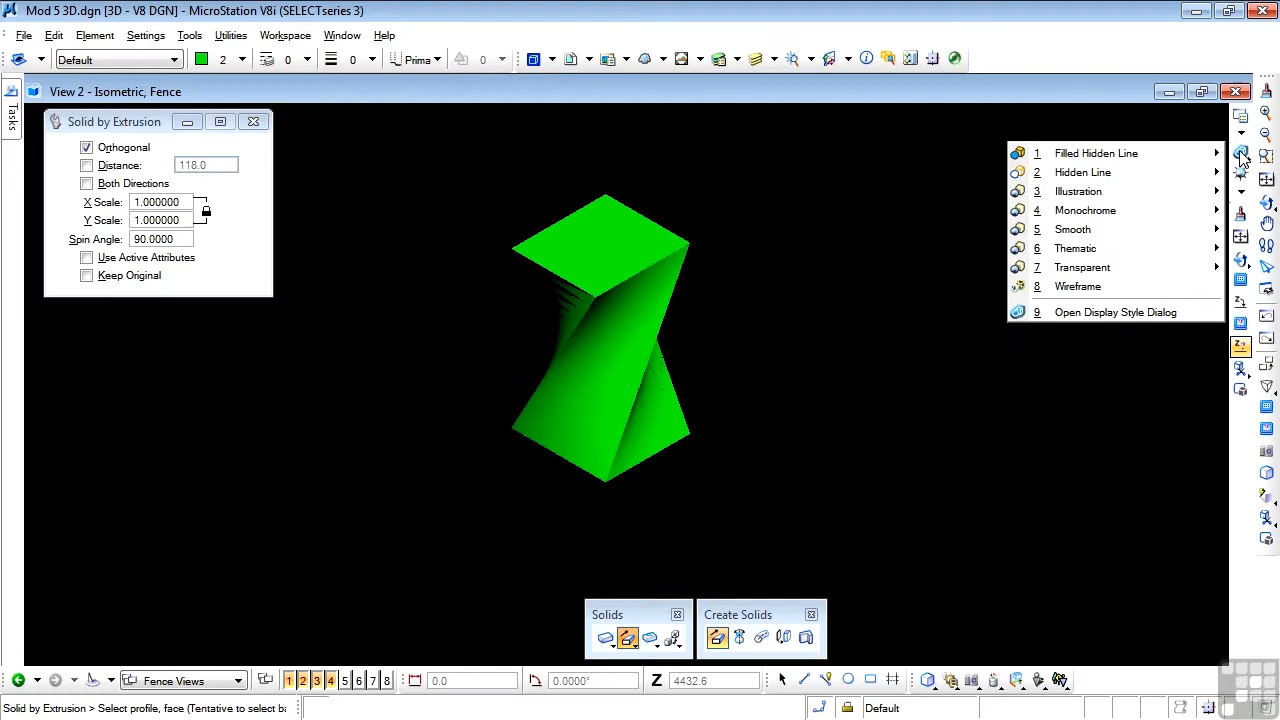 Mod 5 3D.dgn [3D - V8 DGN] - MicroStation V8i (SELECTseries 3)
File Edit Element Settings Tools Utilities Workspace Window Help
Default 2 0 0 Prima 0
View 2 - Isometric, Fence
Tasks
Solid by Extrusion
Orthogonal
Distance: 118.0
Both Directions
X Scale: 1.000000
Y Scale: 1.000000
Spin Angle: 90.0000
Use Active Attributes
Keep Original
1 Filled Hidden Line
2 Hidden Line
3 Illustration
4 Monochrome
5 Smooth
6 Thematic
7 Transparent
8 Wireframe
9 Open Display Style Dialog
Solids
Create Solids
Fence Views 1 2 3 4 5 6 7 8 0.0 0.0000° Z 4432.6
Solid by Extrusion > Select profile, face (Tentative to select ba Default